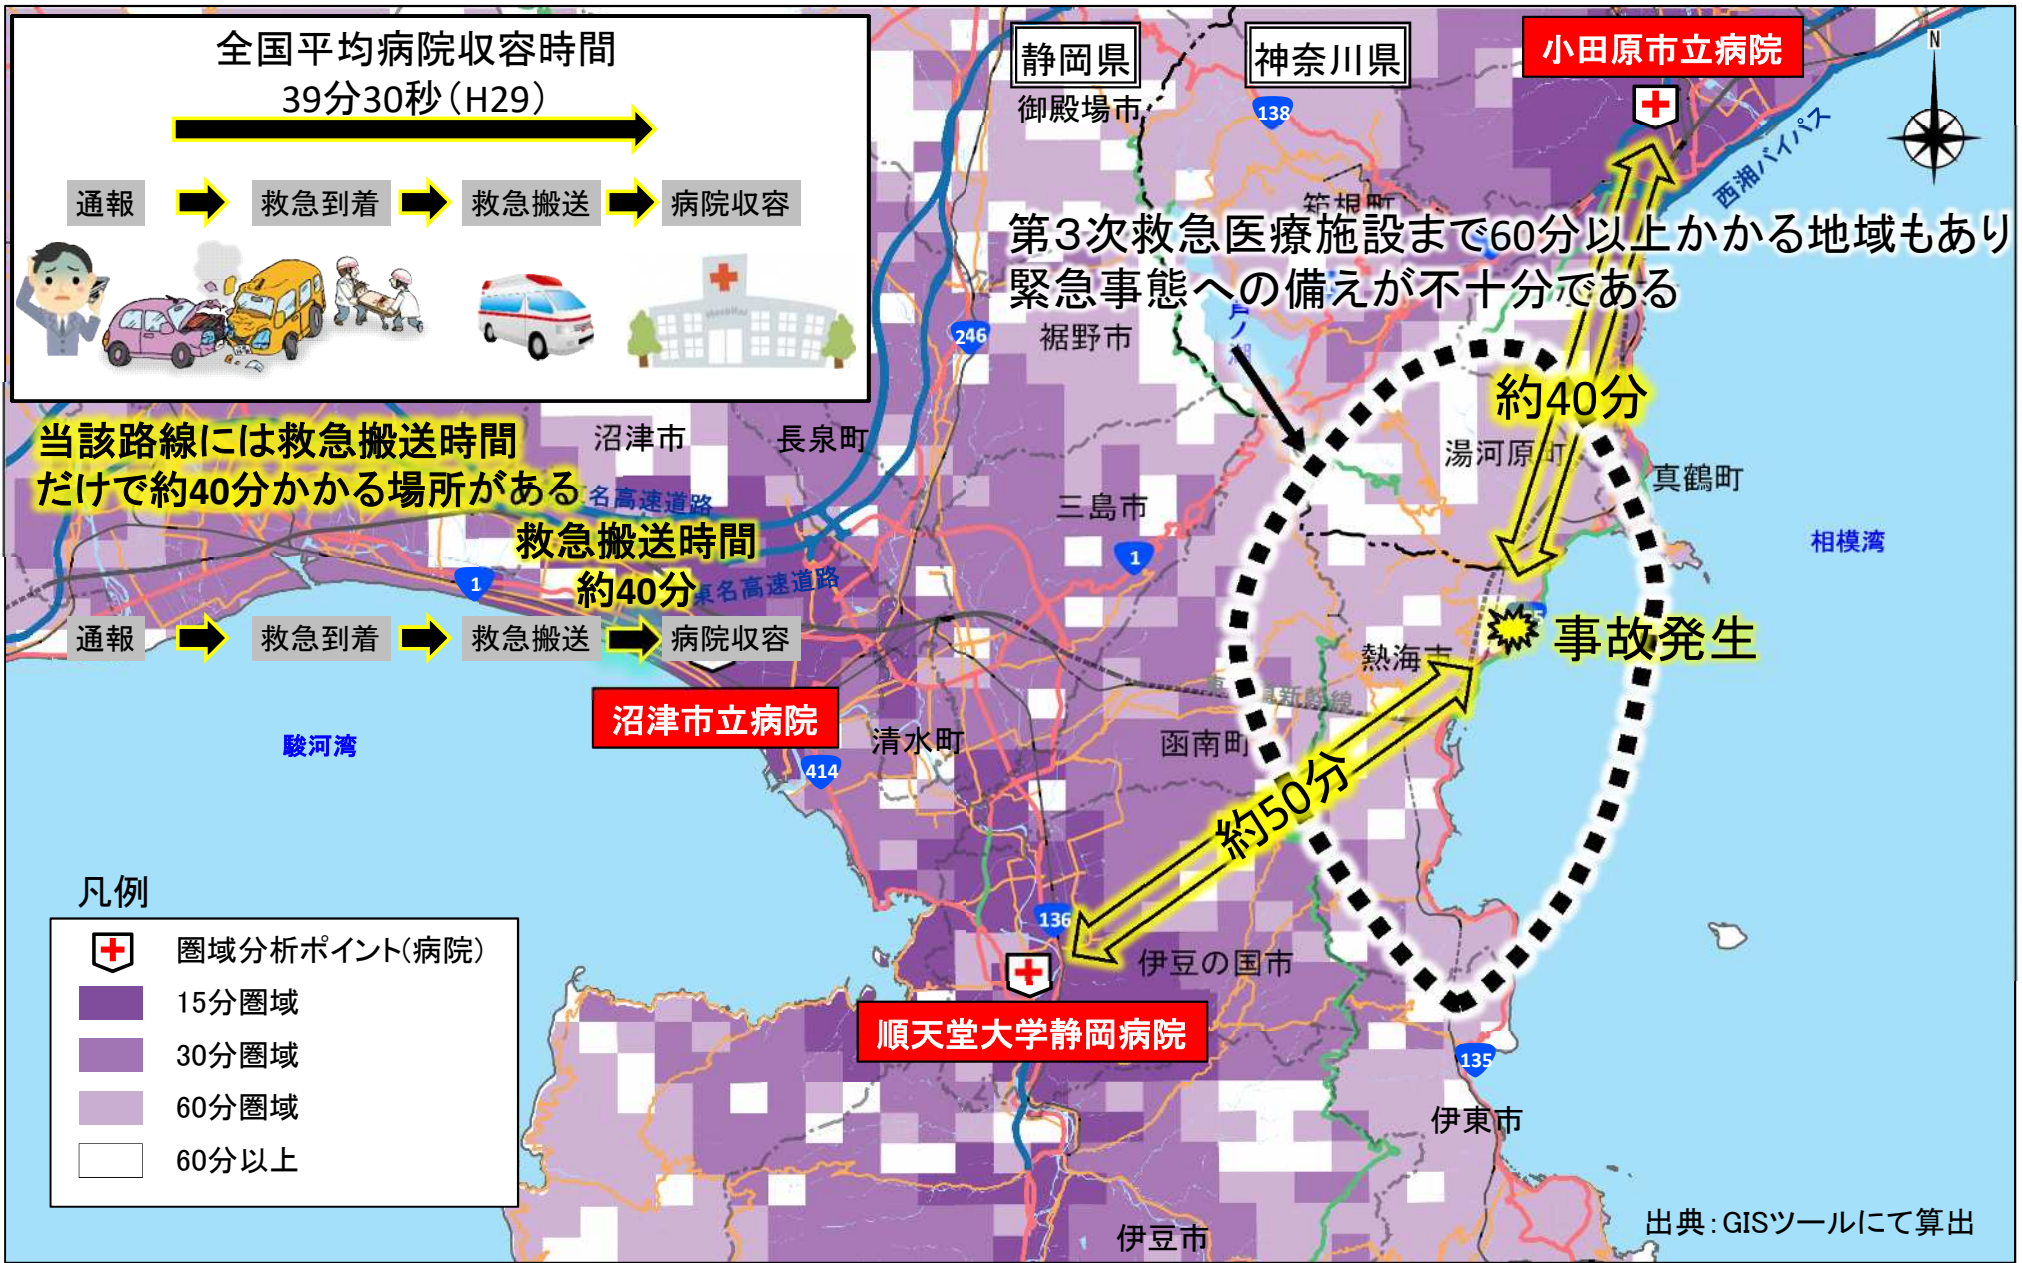 全国平均病院収容時間
39分30秒（H29）
通報
救急到着
救急搬送
病院収容
静岡県
神奈川県
小田原市立病院
N
御殿場市
138
西湘バイパス
箱根町
第３次救急医療施設まで60分以上かかる地域もあり
緊急事態への備えが不十分である
芦ノ湖
246
裾野市
約40分
当該路線には救急搬送時間
だけで約40分かかる場所がある
沼津市
長泉町
湯河原町
真鶴町
名高速道路
三島市
救急搬送時間
約40分
1
1
東名高速道路
相模湾
通報
救急到着
救急搬送
病院収容
事故発生
熱海市
新幹線
沼津市立病院
駿河湾
清水町
函南町
414
約50分
凡例
圏域分析ポイント(病院)
15分圏域
30分圏域
60分圏域
60分以上
136
伊豆の国市
順天堂大学静岡病院
135
伊東市
伊豆市
出典：GISツールにて算出